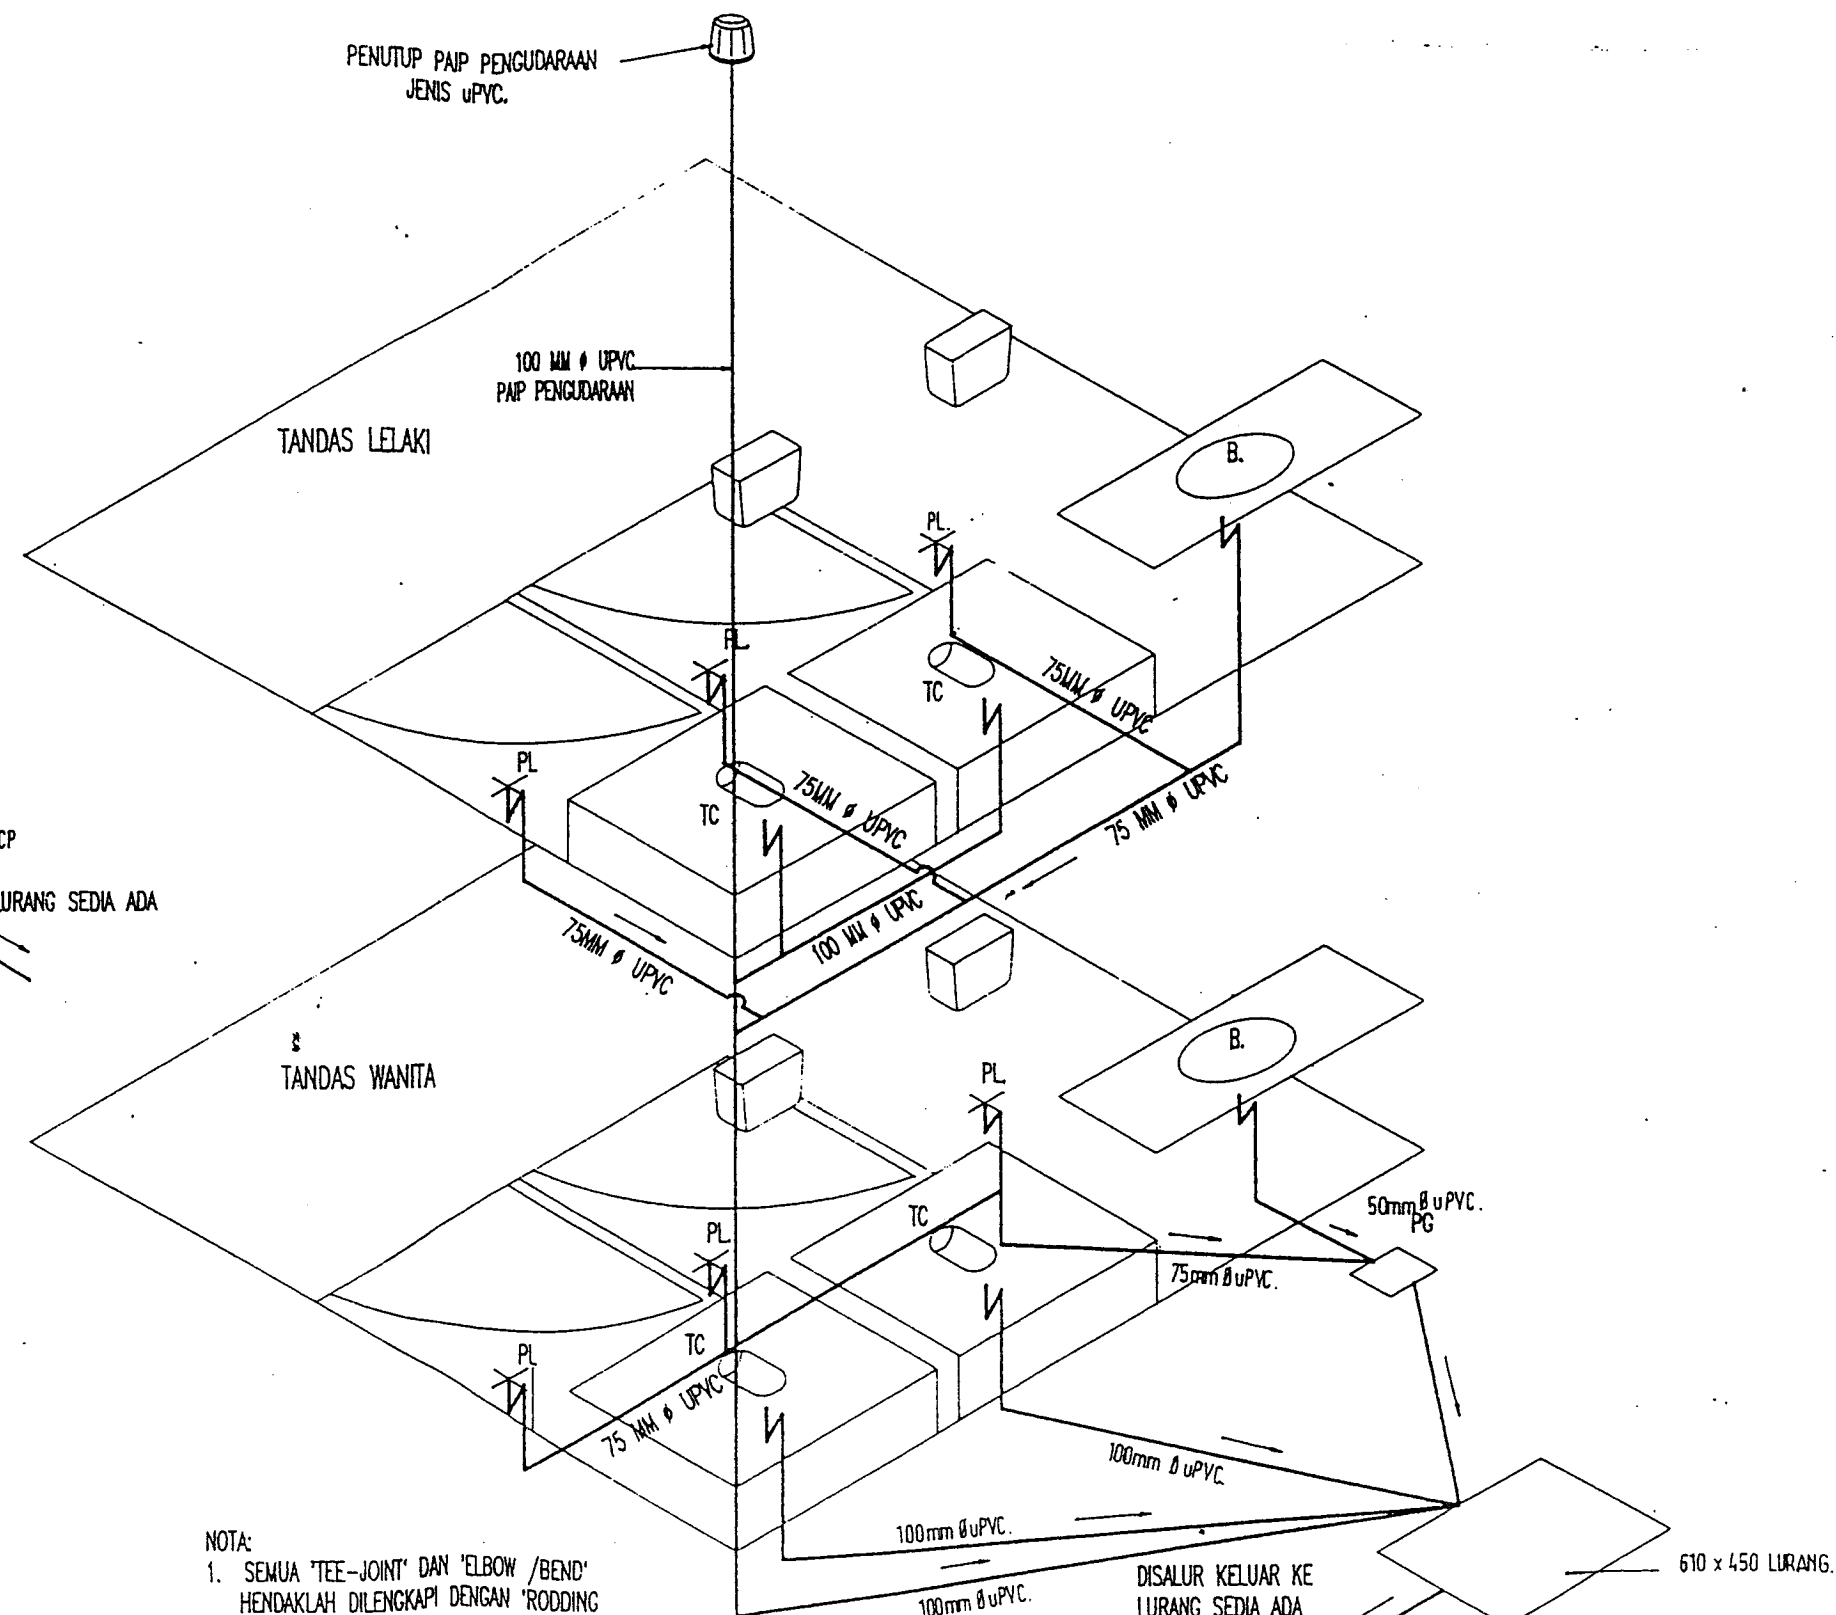 PENUTUP PAIP PENGUDARAAN
JENIS uPVC.
100 MM ø UPVC
PAIP PENGUDARAAN
TANDAS LELAKI
B.
PL.
PL.
TC
75MM ø UPVC
PL
TC
75MM ø UPVC
75 MM ø UPVC
CP
LURANG SEDIA ADA
75MM ø UPVC
100 MM ø UPVC
TANDAS WANITA
B.
PL.
50mm ø uPVC.
PG
TC
PL.
75mm ø uPVC.
TC
PL
75 MM ø UPVC
100mm ø uPVC
100mm ø uPVC.
100mm ø uPVC.
NOTA:
1. SEMUA 'TEE-JOINT' DAN 'ELBOW /BEND'
HENDAKLAH DILENGKAPI DENGAN 'RODDING
DISALUR KELUAR KE
LURANG SEDIA ADA
610 x 450 LURANG.